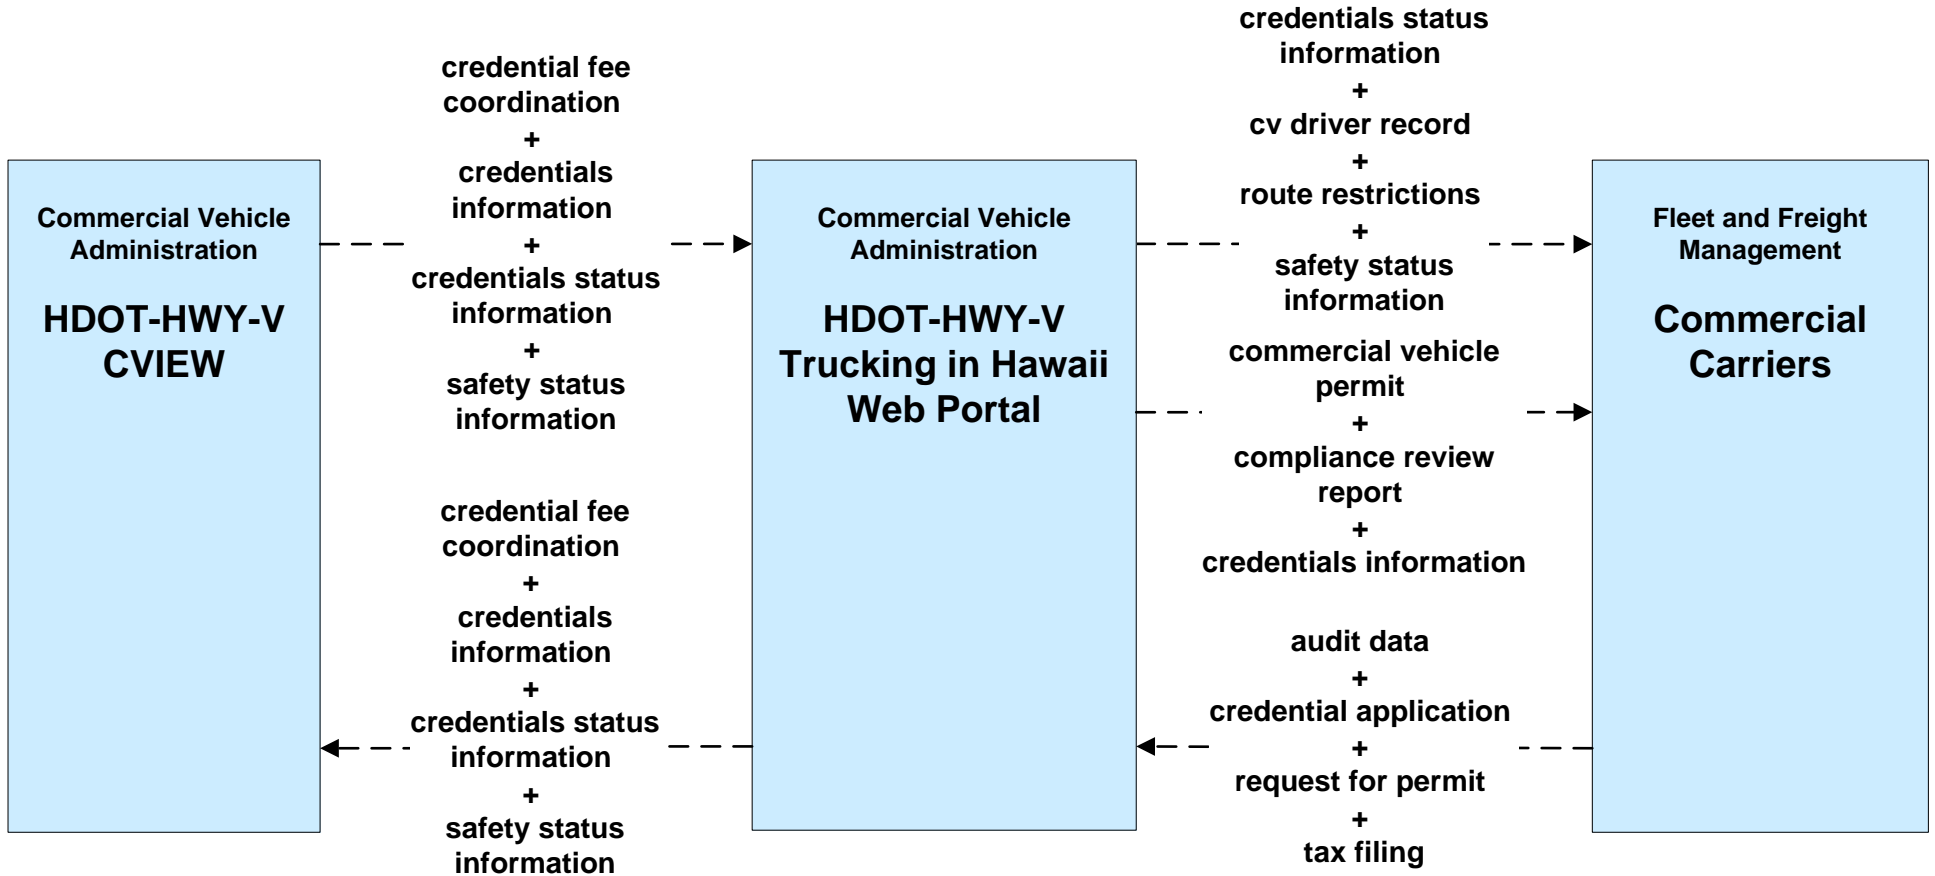 Commercial Vehicle
Administration
HDOT-HWY-V
CVIEW
credential fee
coordination
+
credentials
information
+
credentials status
information
+
safety status
information
credential fee
coordination
+
credentials
information
+
credentials status
information
+
safety status
information
Commercial Vehicle
Administration
HDOT-HWY-V
Trucking in Hawaii
Web Portal
credentials status
information
+
cv driver record
+
route restrictions
+
safety status
information
commercial vehicle
permit
+
compliance review
report
+
credentials information
audit data
+
credential application
+
request for permit
+
tax filing
Fleet and Freight
Management
Commercial
Carriers